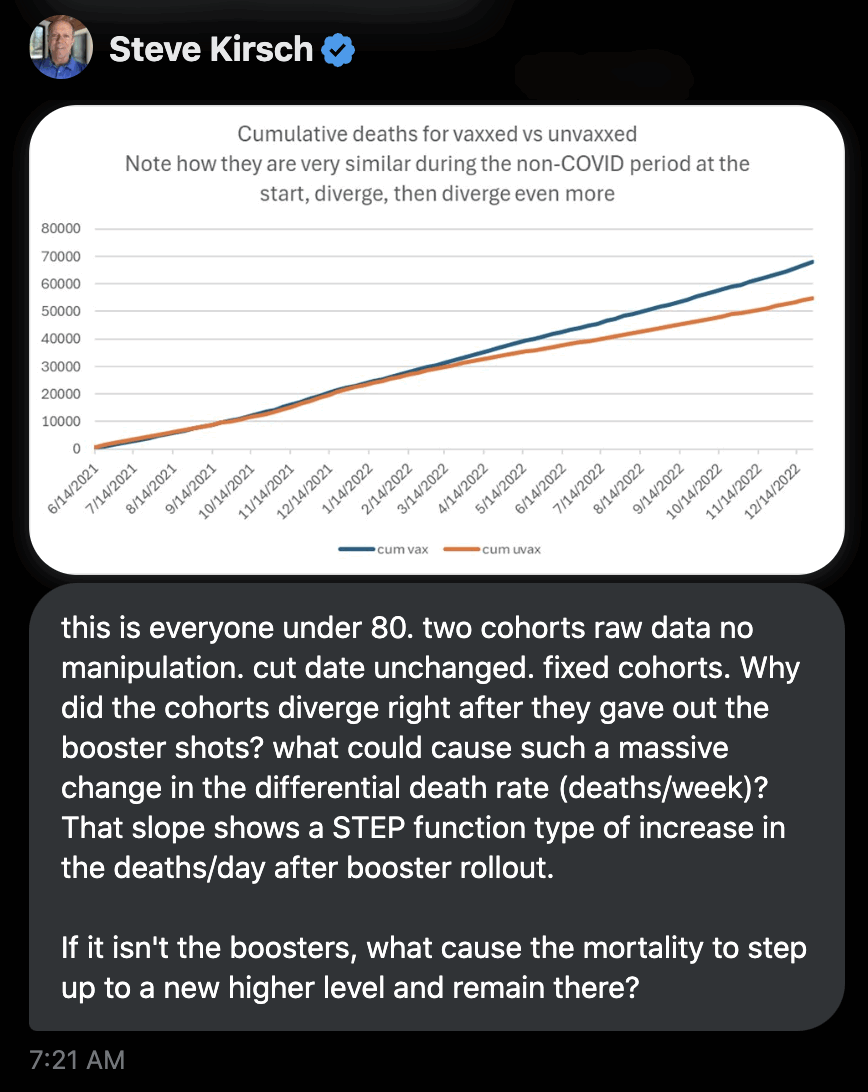 Steve Kirsch
Cumulative deaths for vaxxed vs unvaxxed
Note how they are very similar during the non-COVID period at the
start, diverge, then diverge even more
80000
70000
60000
50000
40000
30000
20000
10000
0
6/14/2021
7/14/2021
8/14/2021
9/14/2021
10/14/2021
11/14/2021
12/14/2021
1/14/2022
2/14/2022
3/14/2022
4/14/2022
5/14/2022
6/14/2022
7/14/2022
8/14/2022
9/14/2022
10/14/2022
11/14/2022
12/14/2022
cum vax cum uvax
this is everyone under 80. two cohorts raw data no
manipulation. cut date unchanged. fixed cohorts. Why
did the cohorts diverge right after they gave out the
booster shots? what could cause such a massive
change in the differential death rate (deaths/week)?
That slope shows a STEP function type of increase in
the deaths/day after booster rollout.
If it isn't the boosters, what cause the mortality to step
up to a new higher level and remain there?
7:21 AM